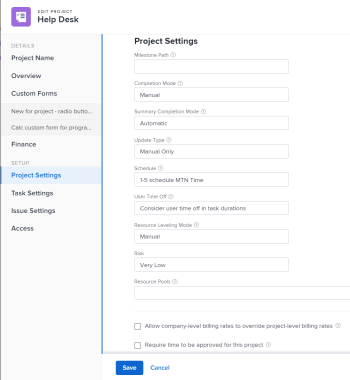 EDIT PROJECT
Help Desk
DETAILS
Project Name
Overview
Custom Forms
New for project - radio butto...
Calc custom form for progra...
Finance
SETUP
Project Settings
Task Settings
Issue Settings
Access
Project Settings
Milestone Path
Completion Mode
Manual
Summary Completion Mode
Automatic
Update Type
Manual Only
Schedule
1-5 schedule MTN Time
User Time Off
Consider user time off in task durations
Resource Leveling Mode
Manual
Risk
Very Low
Resource Pools
Allow company-level billing rates to override project-level billing rates
Require time to be approved for this project
Save
Cancel